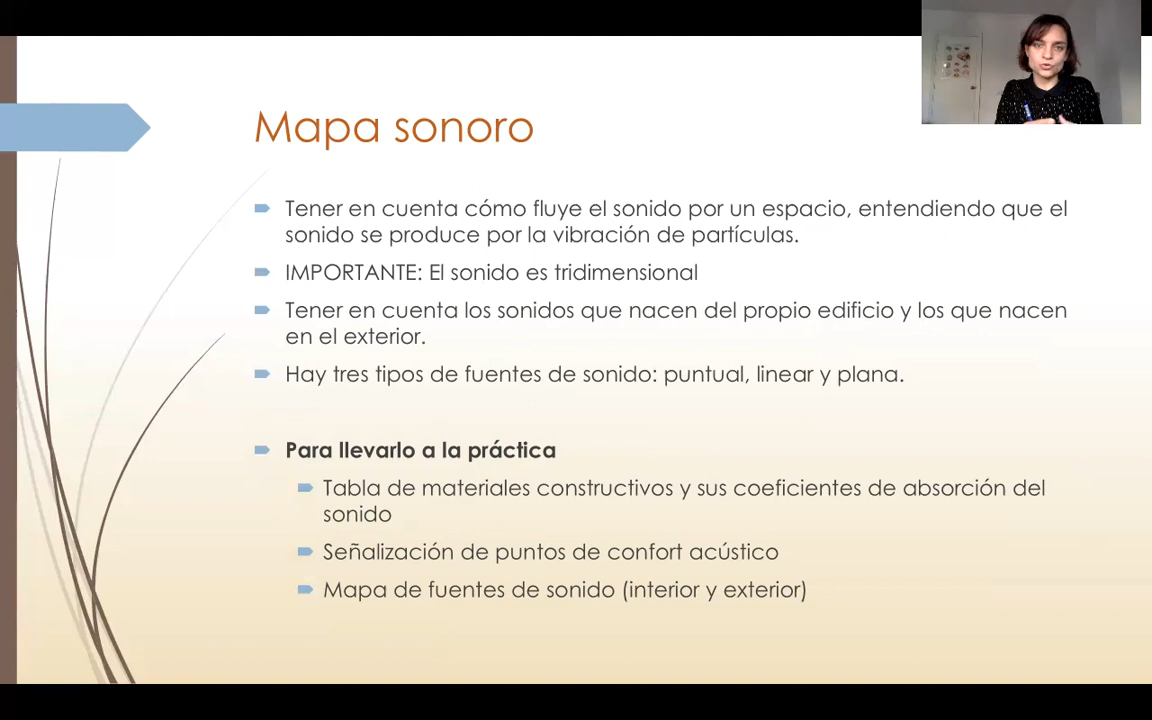 Mapa sonoro
Tener en cuenta cómo fluye el sonido por un espacio, entendiendo que el
sonido se produce por la vibración de partículas.
IMPORTANTE: El sonido es tridimensional
Tener en cuenta los sonidos que nacen del propio edificio y los que nacen
en el exterior.
Hay tres tipos de fuentes de sonido: puntual, linear y plana.
Para llevarlo a la práctica
Tabla de materiales constructivos y sus coeficientes de absorción del
sonido
Señalización de puntos de confort acústico
Mapa de fuentes de sonido (interior y exterior)